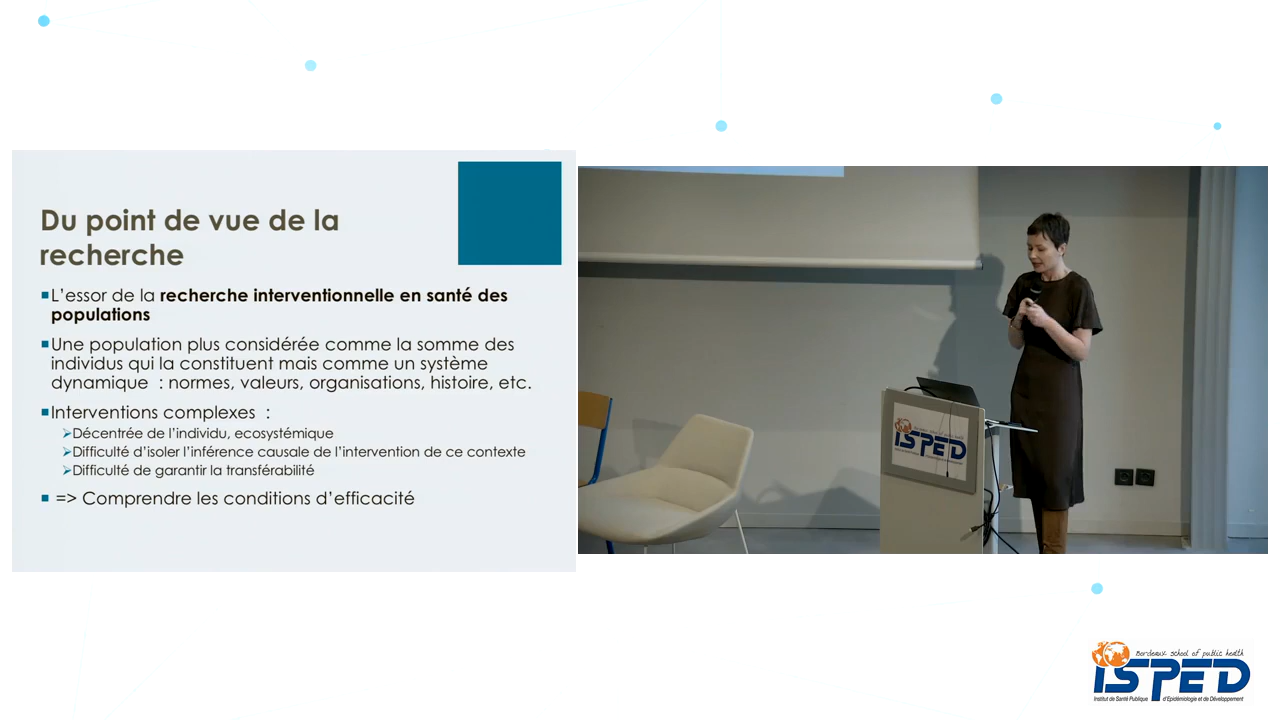 Du point de vue de la
recherche
L'essor de la recherche interventionnelle en santé des
populations
Une population plus considérée comme la somme des
individus qui la constituent mais comme un système
dynamique : normes, valeurs, organisations, histoire, etc.
Interventions complexes :
Décentrée de l'individu, ecosystémique
Difficulté d'isoler l'inférence causale de l'intervention de ce contexte
Difficulté de garantir la transférabilité
=> Comprendre les conditions d'efficacité
ISPED
Bordeaux school of public health
ISPED
Institut de Santé Publique d'Epidémiologie et de Développement